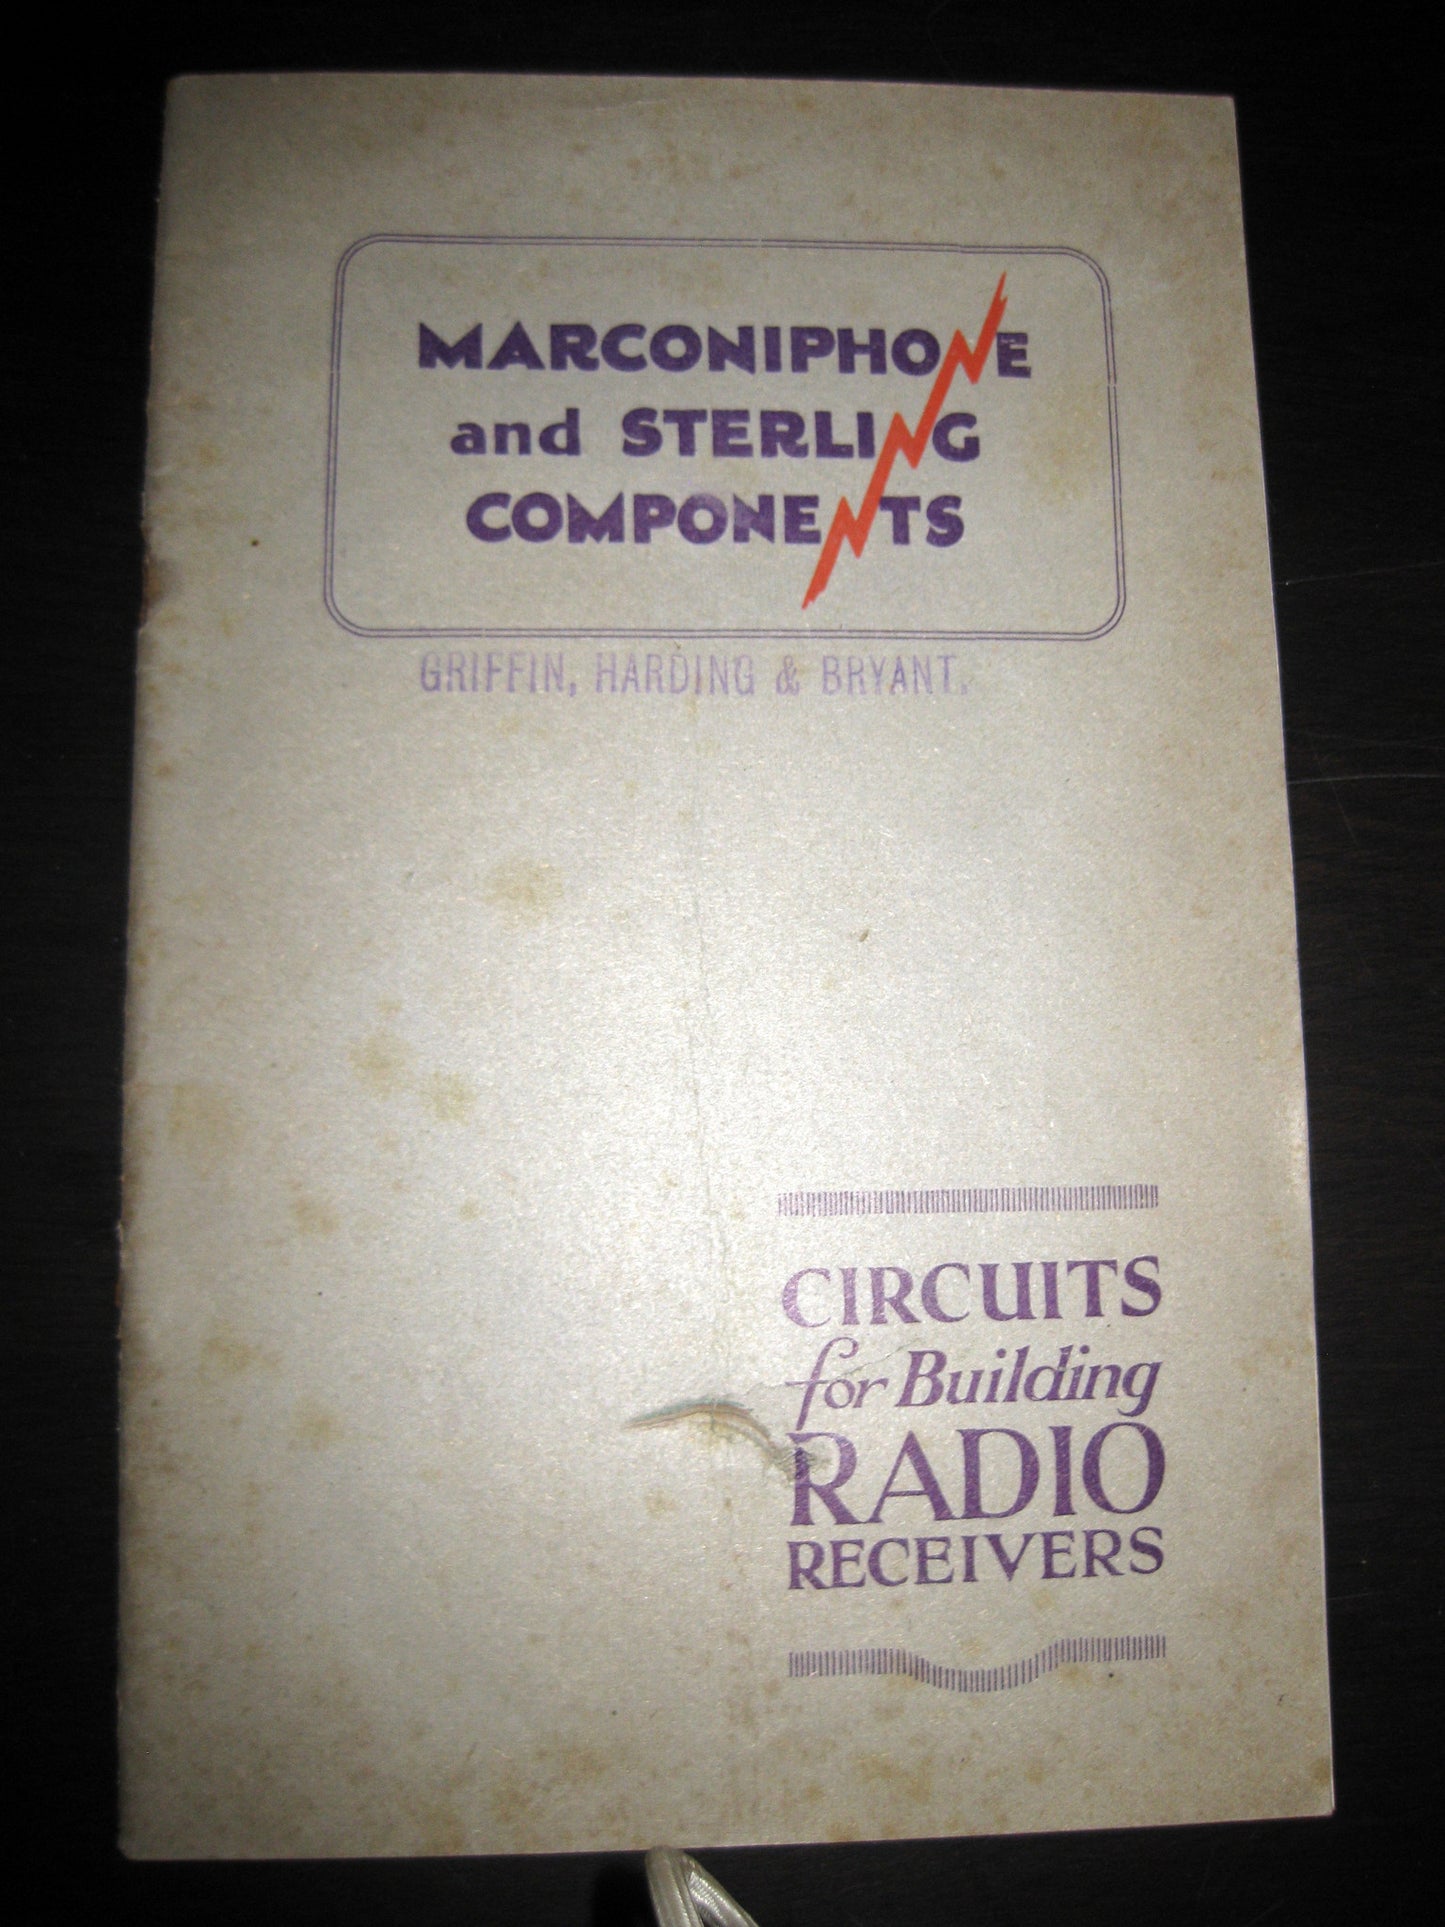 MARCONIPHONE
and STERLING
COMPONENTS
GRIFFIN, HARDING & BRYANT.
CIRCUITS
for Building
RADIO
RECEIVERS